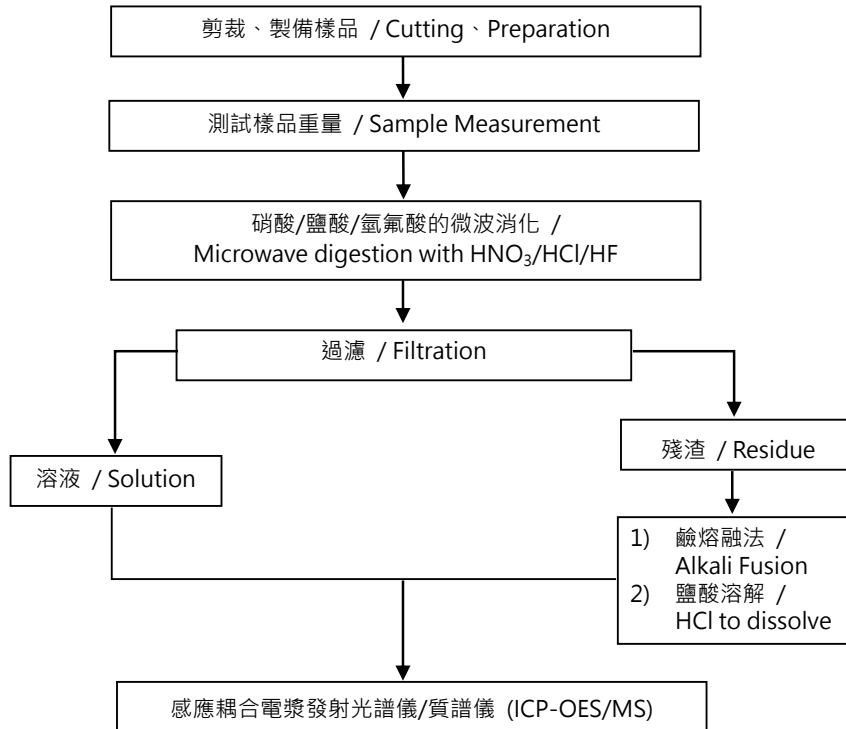 剪裁、製備樣品 / Cutting、Preparation
測試樣品重量 / Sample Measurement
硝酸/鹽酸/氫氟酸的微波消化 /
Microwave digestion with HNO₃/HCl/HF
過濾 / Filtration
溶液 / Solution
殘渣 / Residue
1) 鹼熔融法 /
Alkali Fusion
2) 鹽酸溶解 /
HCl to dissolve
感應耦合電漿發射光譜儀/質譜儀 (ICP-OES/MS)